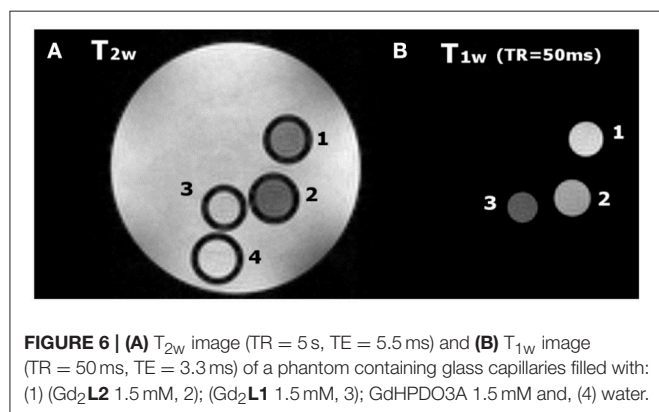 A T2w
B T1w (TR=50ms)
1
2
3
4
1
2
3
FIGURE 6 | (A) T2w image (TR = 5 s, TE = 5.5 ms) and (B) T1w image
(TR = 50 ms, TE = 3.3 ms) of a phantom containing glass capillaries filled with:
(1) (Gd2L2 1.5 mM, 2); (Gd2L1 1.5 mM, 3); GdHPDO3A 1.5 mM and, (4) water.